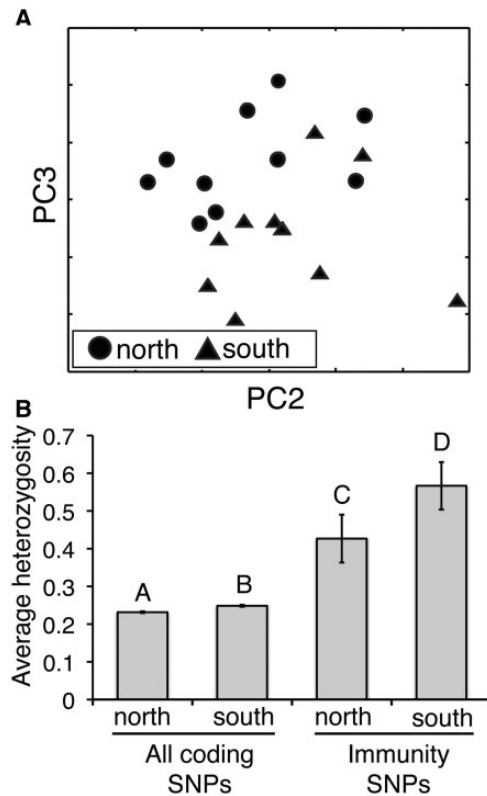 A
PC3
north south
PC2
B
Average heterozygosity
0.7
0.6
0.5
0.4
0.3
0.2
0.1
0
A
B
C
D
north south north south
All coding Immunity
SNPs SNPs